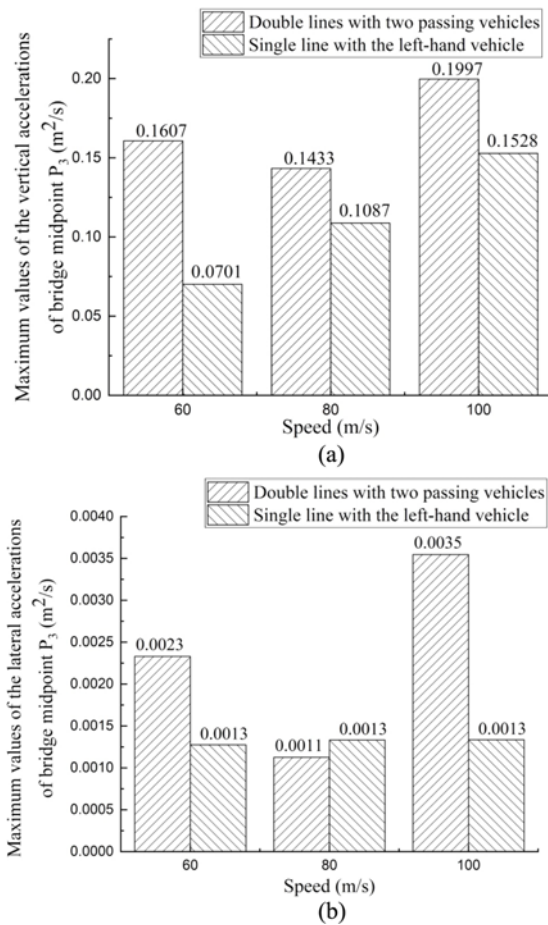 Double lines with two passing vehicles
Single line with the left-hand vehicle
Maximum values of the vertical accelerations
of bridge midpoint P₃ (m²/s)
0.20
0.15
0.10
0.05
0.00
0.1607
0.0701
0.1433
0.1087
0.1997
0.1528
60
80
100
Speed (m/s)
(a)
Double lines with two passing vehicles
Single line with the left-hand vehicle
Maximum values of the lateral accelerations
of bridge midpoint P₃ (m²/s)
0.0040
0.0035
0.0030
0.0025
0.0020
0.0015
0.0010
0.0005
0.0000
0.0023
0.0013
0.0011
0.0013
0.0035
0.0013
60
80
100
Speed (m/s)
(b)